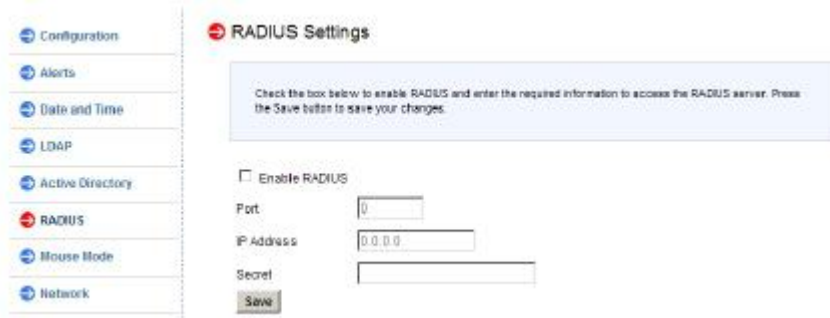 Configuration
Alerts
Date and Time
LDAP
Active Directory
RADIUS
Mouse Mode
Network
RADIUS Settings
Check the box below to enable RADIUS and enter the required information to access the RADIUS server. Press
the Save button to save your changes.
Enable RADIUS
Port 0
IP Address 0.0.0.0
Secret
Save